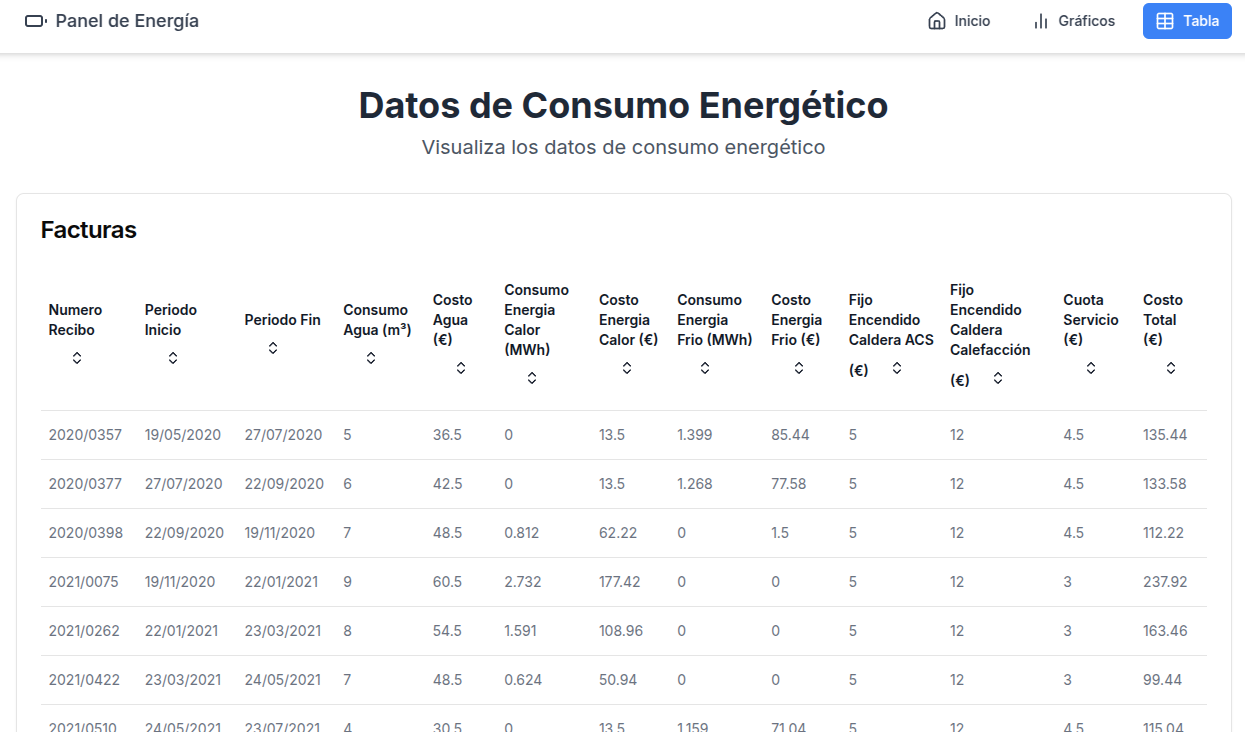 Panel de Energía
Inicio
Gráficos
Tabla
Datos de Consumo Energético
Visualiza los datos de consumo energético
Facturas
Numero Recibo
Periodo Inicio
Periodo Fin
Consumo Agua (m³)
Costo Agua (€)
Consumo Energia Calor (MWh)
Costo Energia Calor (€)
Consumo Energia Frio (MWh)
Costo Energia Frio (€)
Fijo Encendido Caldera ACS (€)
Fijo Encendido Caldera Calefacción (€)
Cuota Servicio (€)
Costo Total (€)
2020/0357 19/05/2020 27/07/2020 5 36.5 0 13.5 1.399 85.44 5 12 4.5 135.44
2020/0377 27/07/2020 22/09/2020 6 42.5 0 13.5 1.268 77.58 5 12 4.5 133.58
2020/0398 22/09/2020 19/11/2020 7 48.5 0.812 62.22 0 1.5 5 12 4.5 112.22
2021/0075 19/11/2020 22/01/2021 9 60.5 2.732 177.42 0 0 5 12 3 237.92
2021/0262 22/01/2021 23/03/2021 8 54.5 1.591 108.96 0 0 5 12 3 163.46
2021/0422 23/03/2021 24/05/2021 7 48.5 0.624 50.94 0 0 5 12 3 99.44
2021/0510 24/05/2021 23/07/2021 4 30.5 0 13.5 1.159 71.04 5 12 4.5 115.04